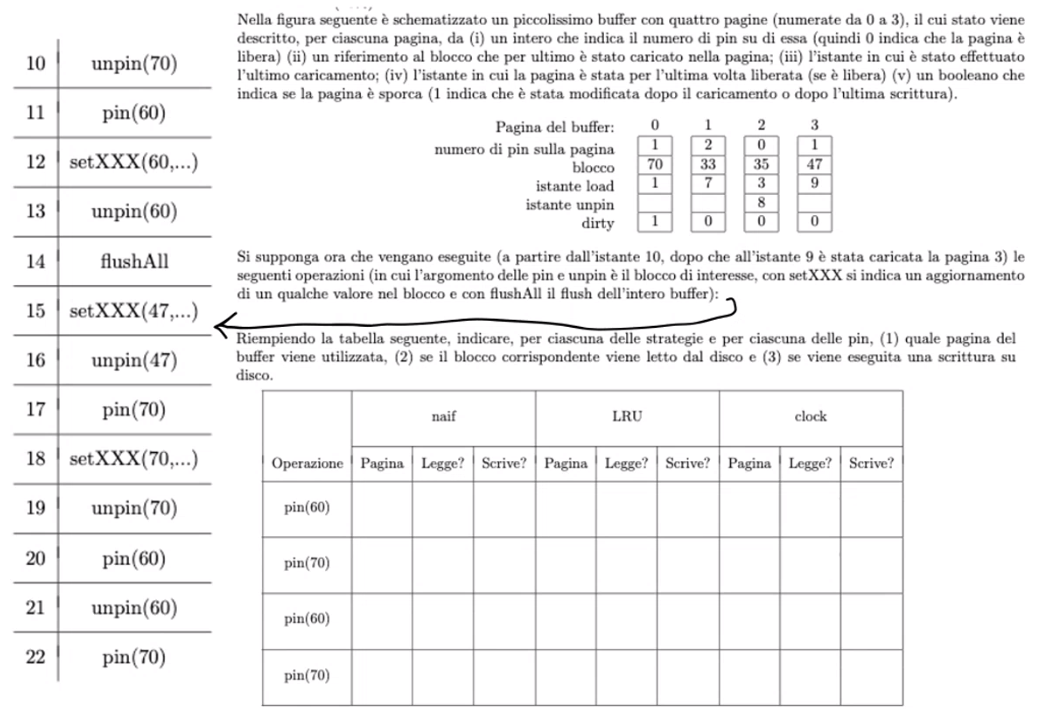 Nella figura seguente è schematizzato un piccolissimo buffer con quattro pagine (numerate da 0 a 3), il cui stato viene
descritto, per ciascuna pagina, da (i) un intero che indica il numero di pin su di essa (quindi 0 indica che la pagina è
libera) (ii) un riferimento al blocco che per ultimo è stato caricato nella pagina; (iii) l'istante in cui è stato effettuato
l'ultimo caricamento; (iv) l'istante in cui la pagina è stata per l'ultima volta liberata (se è libera) (v) un booleano che
indica se la pagina è sporca (1 indica che è stata modificata dopo il caricamento o dopo l'ultima scrittura).
Pagina del buffer: 0 1 2 3
numero di pin sulla pagina 1 2 0 1
blocco 70 33 35 47
istante load 1 7 3 9
istante unpin 8
dirty 1 0 0 0
Si supponga ora che vengano eseguite (a partire dall'istante 10, dopo che all'istante 9 è stata caricata la pagina 3) le
seguenti operazioni (in cui l'argomento delle pin e unpin è il blocco di interesse, con setXXX si indica un aggiornamento
di un qualche valore nel blocco e con flushAll il flush dell'intero buffer):
10 unpin(70)
11 pin(60)
12 setXXX(60,...)
13 unpin(60)
14 flushAll
15 setXXX(47,...)
16 unpin(47)
17 pin(70)
18 setXXX(70,...)
19 unpin(70)
20 pin(60)
21 unpin(60)
22 pin(70)
Riempiendo la tabella seguente, indicare, per ciascuna delle strategie e per ciascuna delle pin, (1) quale pagina del
buffer viene utilizzata, (2) se il blocco corrispondente viene letto dal disco e (3) se viene eseguita una scrittura su
disco.
naif LRU clock
Operazione Pagina Legge? Scrive? Pagina Legge? Scrive? Pagina Legge? Scrive?
pin(60)
pin(70)
pin(60)
pin(70)